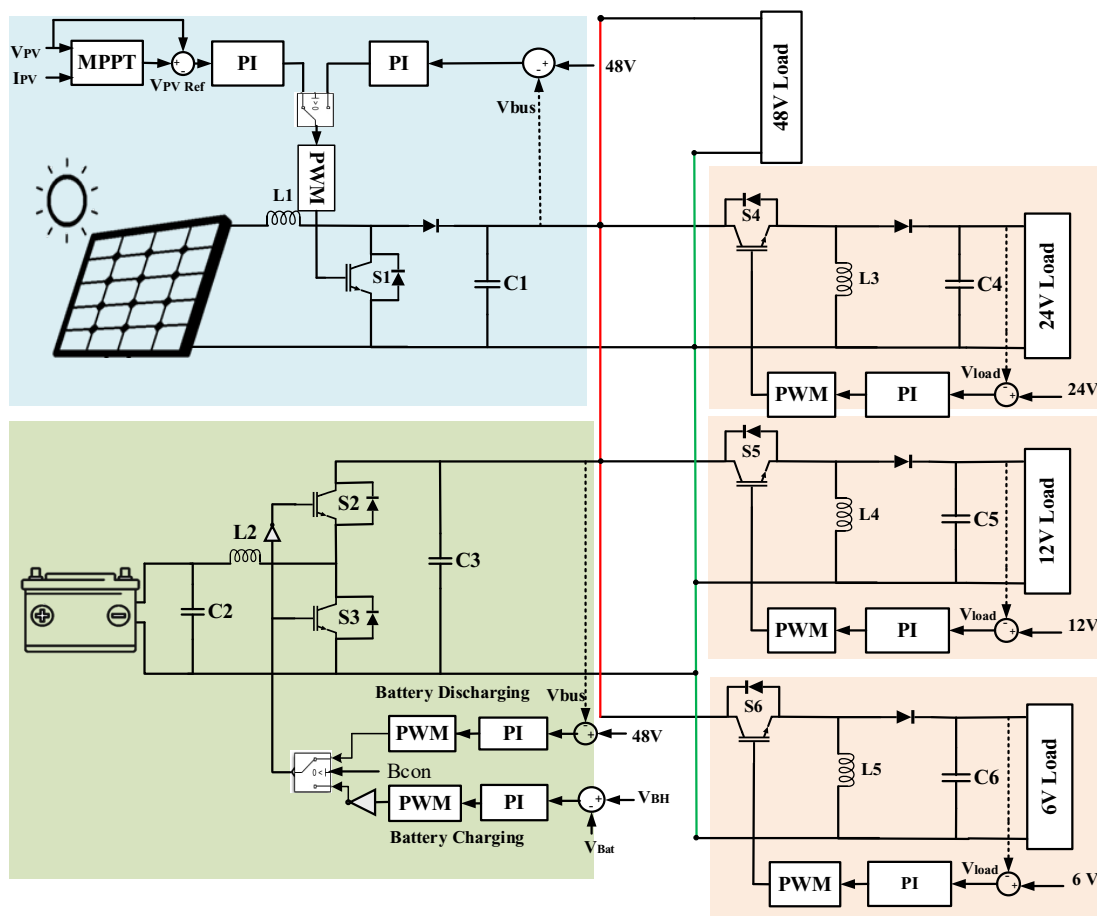 VPV
IPV
MPPT
+
-
VPV Ref
PI
PI
-
+
48V
Vbus
PWM
L1
S1
C1
48V Load
S4
L3
C4
24V Load
Vload
-
+
24V
PWM
PI
S5
L4
C5
12V Load
Vload
-
+
12V
PWM
PI
S6
L5
C6
6V Load
Vload
-
+
6 V
PWM
PI
S2
L2
C3
C2
S3
Battery Discharging
Vbus
PWM
PI
-
+
48V
Bcon
PWM
PI
-
+
VBH
Battery Charging
VBat